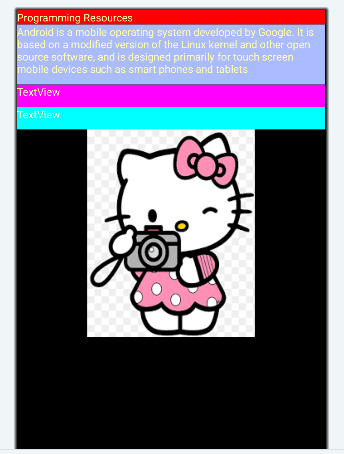 Programming Resources
Android is a mobile operating system developed by Google. It is
based on a modified version of the Linux kernel and other open
source software, and is designed primarily for touch screen
mobile devices such as smart phones and tablets
TextView
TextView